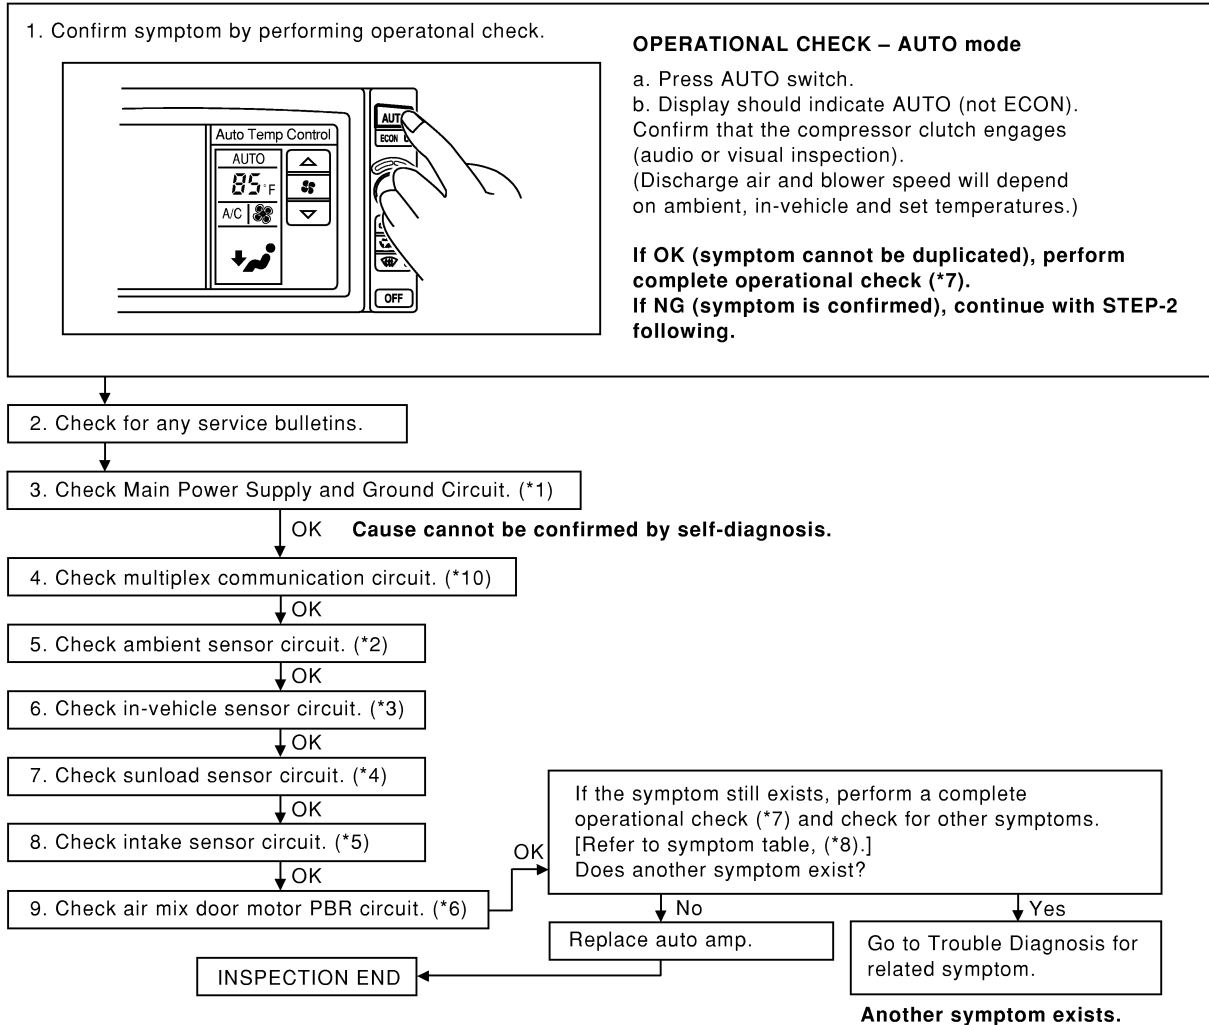 1. Confirm symptom by performing operatonal check.
Auto Temp Control
AUTO
85°F
A/C
AUT
ECON
OFF
OPERATIONAL CHECK – AUTO mode
a. Press AUTO switch.
b. Display should indicate AUTO (not ECON).
Confirm that the compressor clutch engages
(audio or visual inspection).
(Discharge air and blower speed will depend
on ambient, in-vehicle and set temperatures.)
If OK (symptom cannot be duplicated), perform
complete operational check (*7).
If NG (symptom is confirmed), continue with STEP-2
following.
2. Check for any service bulletins.
3. Check Main Power Supply and Ground Circuit. (*1)
OK
Cause cannot be confirmed by self-diagnosis.
4. Check multiplex communication circuit. (*10)
OK
5. Check ambient sensor circuit. (*2)
OK
6. Check in-vehicle sensor circuit. (*3)
OK
7. Check sunload sensor circuit. (*4)
OK
8. Check intake sensor circuit. (*5)
OK
9. Check air mix door motor PBR circuit. (*6)
OK
If the symptom still exists, perform a complete
operational check (*7) and check for other symptoms.
[Refer to symptom table, (*8).]
Does another symptom exist?
No
Yes
Replace auto amp.
Go to Trouble Diagnosis for
related symptom.
INSPECTION END
Another symptom exists.